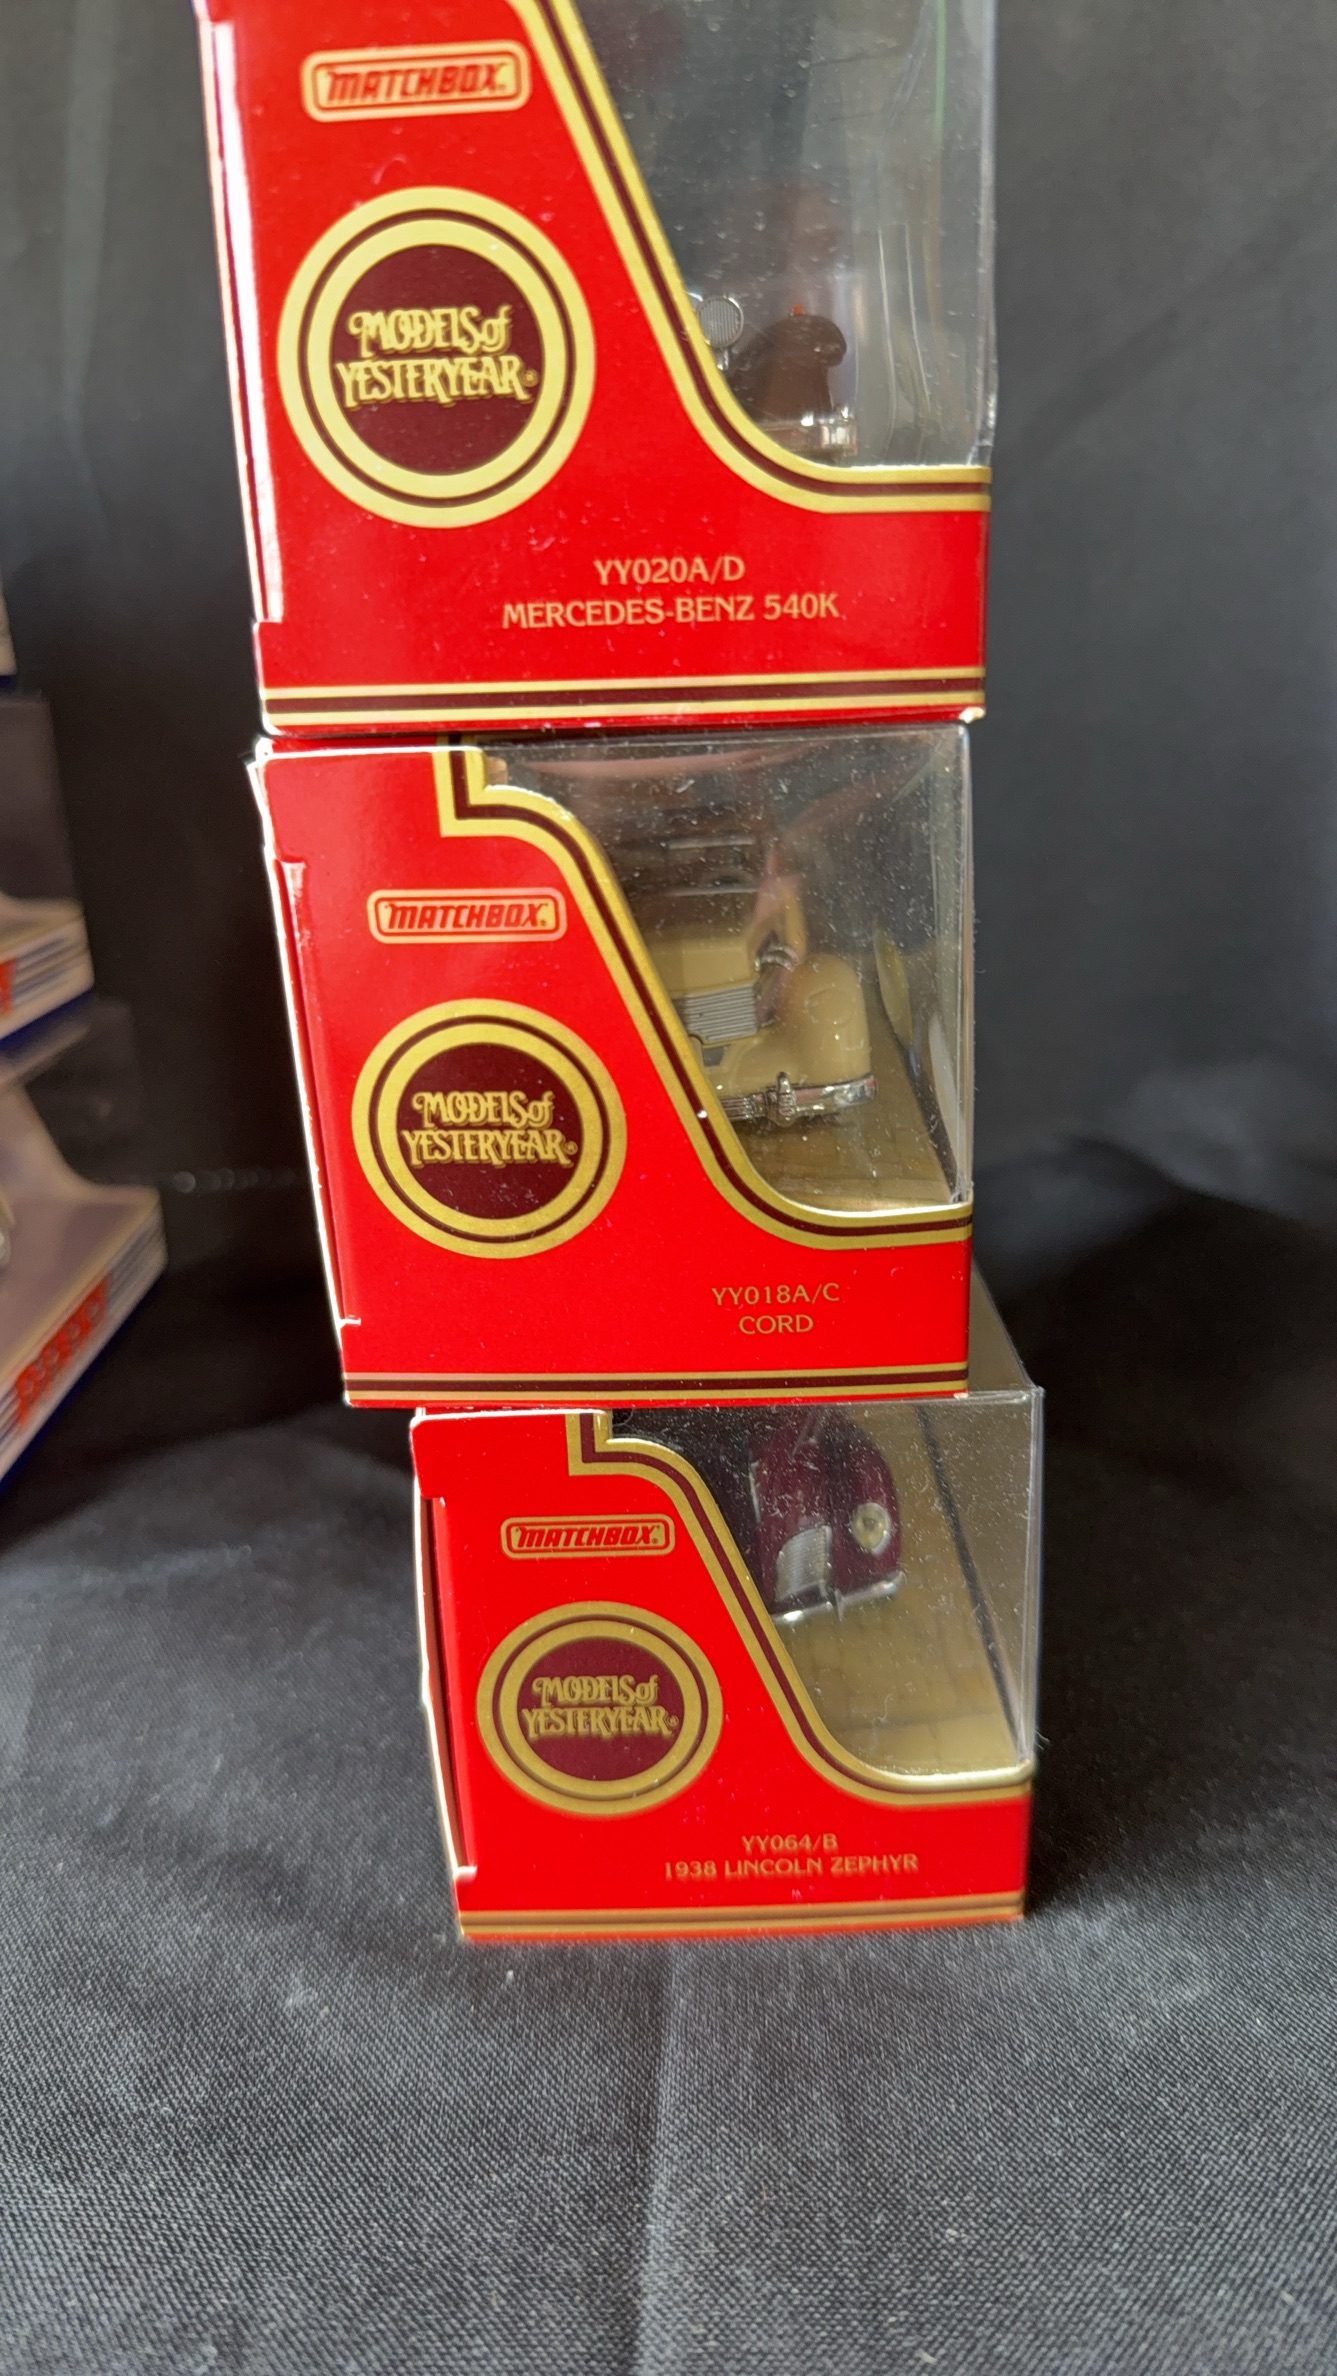 MATCHBOX
MODELS of
YESTERYEAR
YY020A/D
MERCEDES-BENZ 540K
MATCHBOX
MODELS of
YESTERYEAR
YY018A/C
CORD
MATCHBOX
MODELS of
YESTERYEAR
YY064/B
1938 LINCOLN ZEPHYR